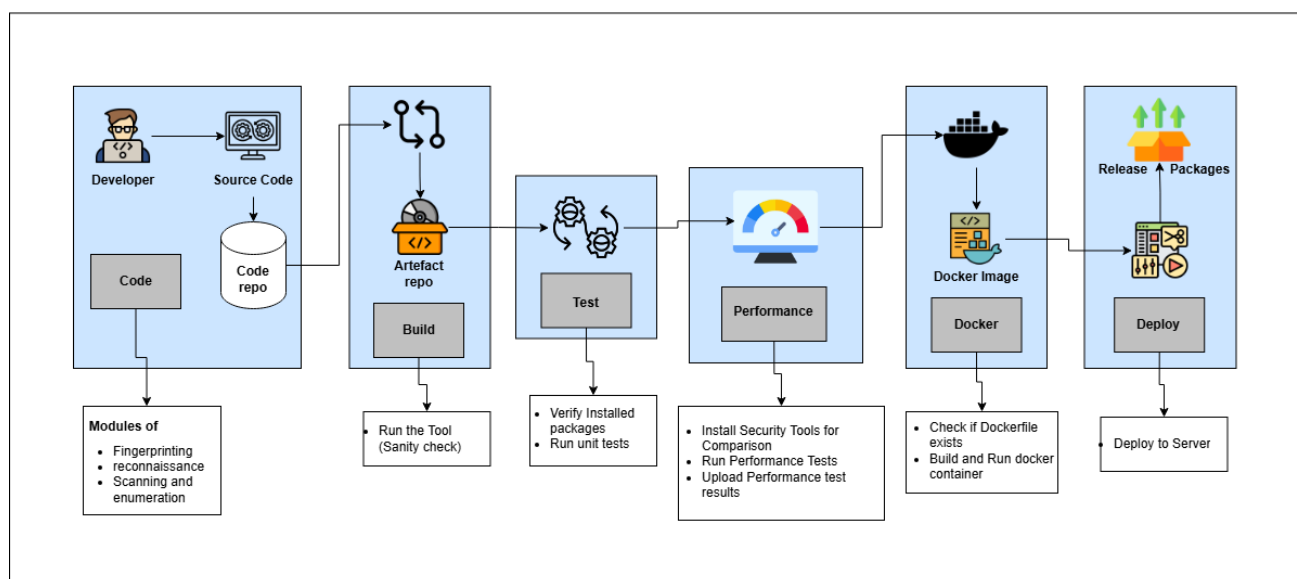 Developer
Source Code
Code
repo
Code
Modules of
Fingerprinting
reconnaissance
Scanning and
enumeration
Artefact
repo
Build
Run the Tool
(Sanity check)
Test
Verify Installed
packages
Run unit tests
Performance
Install Security Tools for
Comparison
Run Performance Tests
Upload Performance test
results
Docker Image
Docker
Check if Dockerfile
exists
Build and Run docker
container
Release Packages
Deploy
Deploy to Server